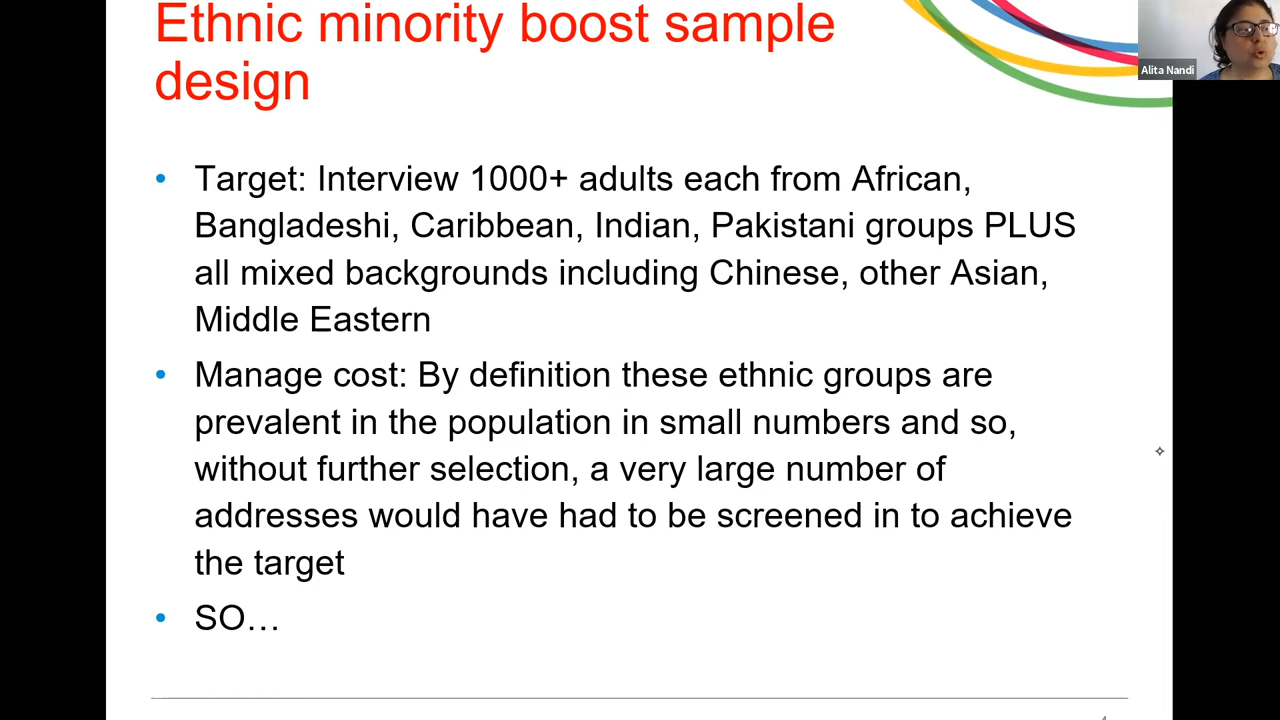 Ethnic minority boost sample
design
Alita Nandi
• Target: Interview 1000+ adults each from African,
Bangladeshi, Caribbean, Indian, Pakistani groups PLUS
all mixed backgrounds including Chinese, other Asian,
Middle Eastern
• Manage cost: By definition these ethnic groups are
prevalent in the population in small numbers and so,
without further selection, a very large number of
addresses would have had to be screened in to achieve
the target
• SO…